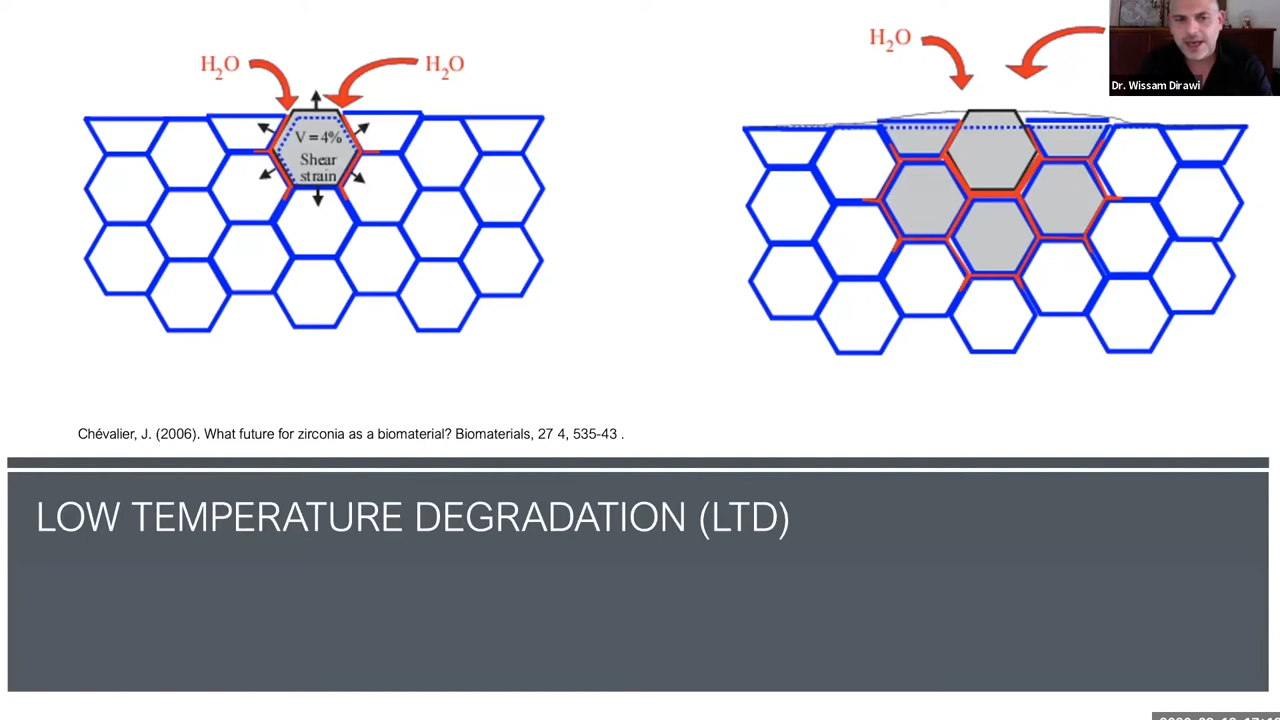 H2O
H2O
V = 4%
Shear
strain
H2O
Dr. Wissam Dirawi
Chévalier, J. (2006). What future for zirconia as a biomaterial? Biomaterials, 27 4, 535-43 .
LOW TEMPERATURE DEGRADATION (LTD)